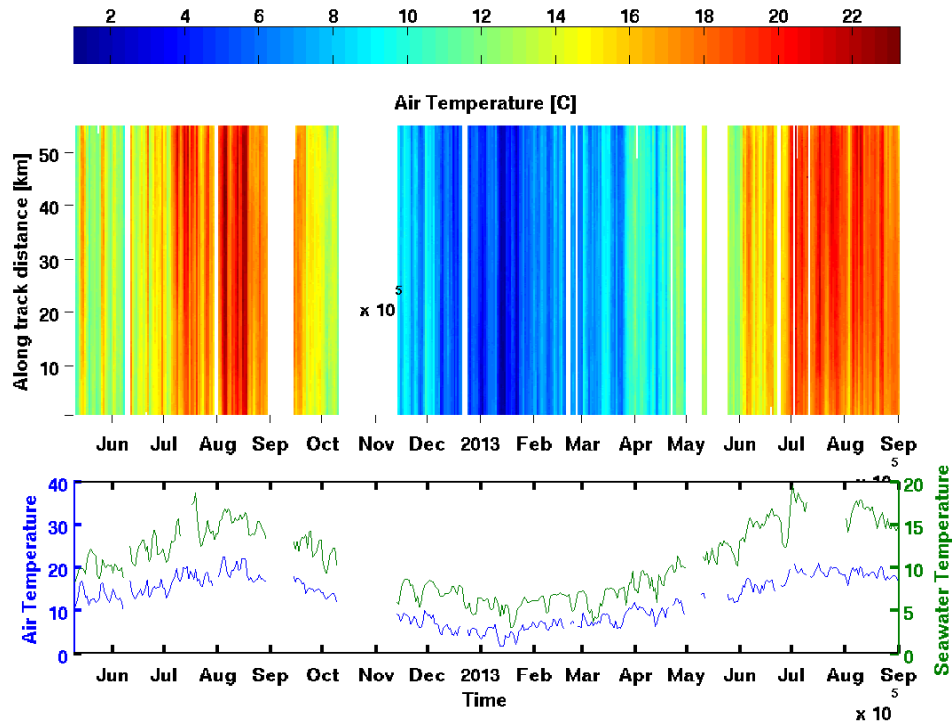 2 4 6 8 10 12 14 16 18 20 22
Air Temperature [C]
Along track distance [km]
50
40
30
20
10
5
x 10
Jun Jul Aug Sep Oct Nov Dec 2013 Feb Mar Apr May Jun Jul Aug Sep
5
x 10
Air Temperature
40
30
20
10
0
20
15
10
5
0
Seawater Temperature
Jun Jul Aug Sep Oct Nov Dec 2013 Feb Mar Apr May Jun Jul Aug Sep
Time
5
x 10